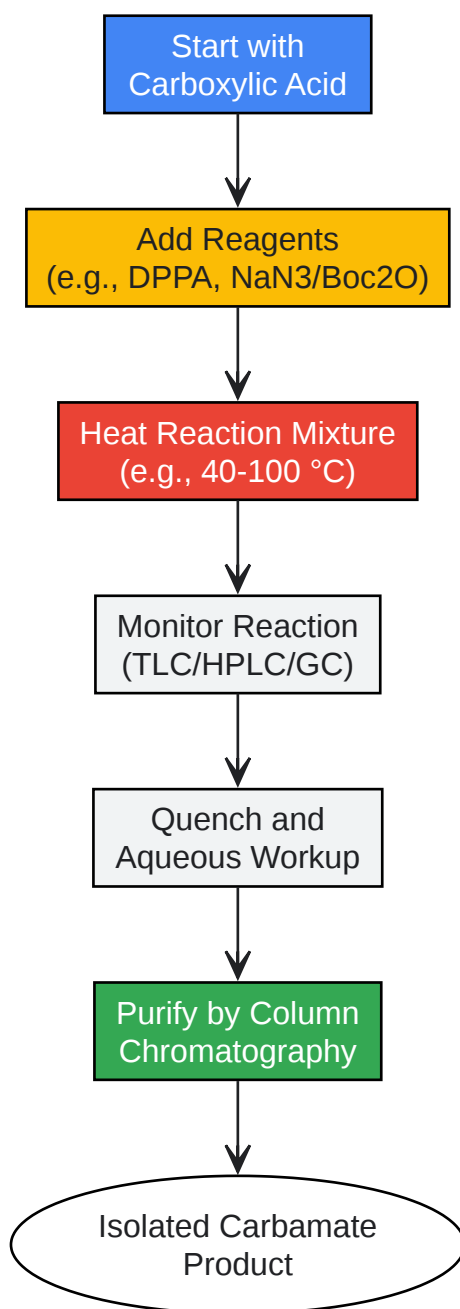 Start with
Carboxylic Acid
Add Reagents
(e.g., DPPA, NaN3/Boc2O)
Heat Reaction Mixture
(e.g., 40-100 °C)
Monitor Reaction
(TLC/HPLC/GC)
Quench and
Aqueous Workup
Purify by Column
Chromatography
Isolated Carbamate
Product